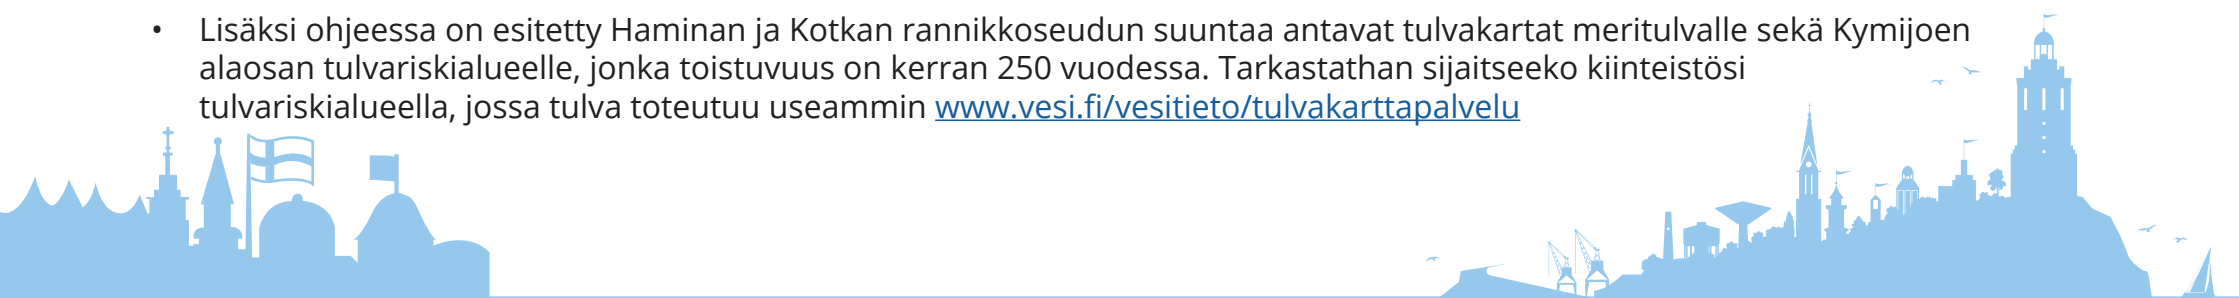 • Lisäksi ohjeessa on esitetty Haminan ja Kotkan rannikkoseudun suuntaa antavat tulvakartat meritulvalle sekä Kymijoen
alaosan tulvariskialueelle, jonka toistuvuus on kerran 250 vuodessa. Tarkastathan sijaitseeko kiinteistösi
tulvariskialueella, jossa tulva toteutuu useammin www.vesi.fi/vesitieto/tulvakarttapalvelu